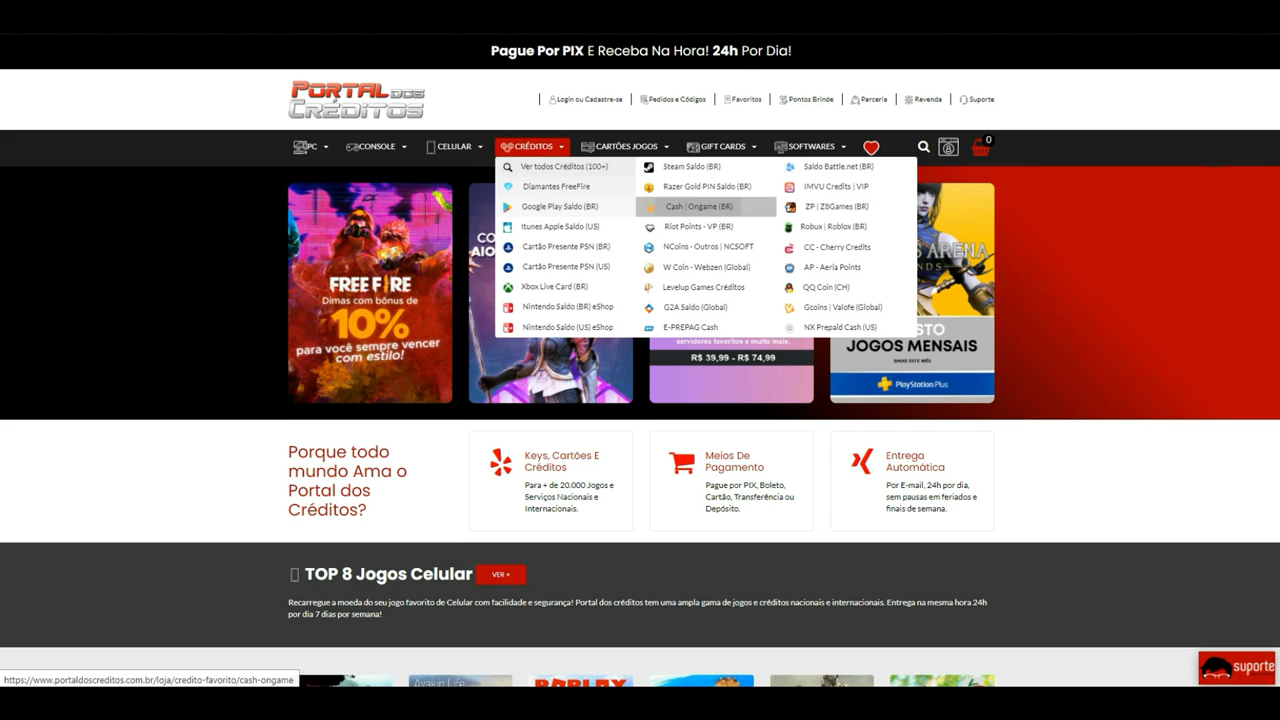 Pague Por PIX E Receba Na Hora! 24h Por Dia!
PORTAL DOS
CRÉDITOS
Login ou Cadastre-se
Pedidos e Códigos
Favoritos
Pontos Brinde
Parceria
Revenda
Suporte
PC
CONSOLE
CELULAR
CRÉDITOS
CARTÕES JOGOS
GIFT CARDS
SOFTWARES
0
Ver todos Créditos (100+)
Diamantes FreeFire
Google Play Saldo (BR)
Itunes Apple Saldo (US)
Cartão Presente PSN (BR)
Cartão Presente PSN (US)
Xbox Live Card (BR)
Nintendo Saldo (BR) eShop
Nintendo Saldo (US) eShop
Steam Saldo (BR)
Razer Gold PIN Saldo (BR)
Cash | Ongame (BR)
Riot Points - VP (BR)
NCoins - Outros | NCSOFT
W Coin - Webzen (Global)
Levelup Games Créditos
G2A Saldo (Global)
E-PREPAG Cash
Saldo Battle.net (BR)
IMVU Credits | VIP
ZP | Z8Games (BR)
Robux | Roblox (BR)
CC - Cherry Credits
AP - Aeria Points
QQ Coin (CH)
Gcoins | Valofe (Global)
NX Prepaid Cash (US)
FREE FIRE
Dimas com bônus de
10%
para você sempre vencer
com estilo!
servidores favoritos e muito mais.
R$ 39,99 - R$ 74,99
JOGOS MENSAIS
BAIXE ESTE MÊS
PlayStation.Plus
Porque todo
mundo Ama o
Portal dos
Créditos?
Keys, Cartões E
Créditos
Para + de 20.000 Jogos e
Serviços Nacionais e
Internacionais.
Meios De
Pagamento
Pague por PIX, Boleto,
Cartão, Transferência ou
Depósito.
Entrega
Automática
Por E-mail, 24h por dia,
sem pausas em feriados e
finais de semana.
TOP 8 Jogos Celular
VER +
Recarregue a moeda do seu jogo favorito de Celular com facilidade e segurança! Portal dos créditos tem uma ampla gama de jogos e créditos nacionais e internacionais. Entrega na mesma hora 24h
por dia 7 dias por semana!
suporte
https://www.portaldoscreditos.com.br/loja/credito-favorito/cash-ongame
Avakin Life
ROBLOX